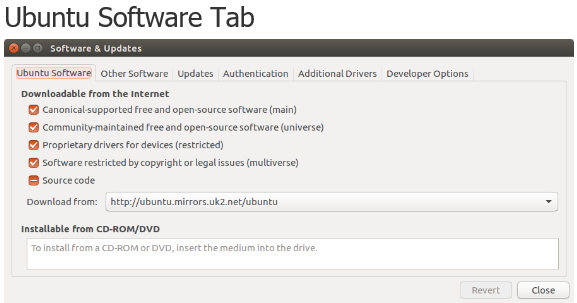 Ubuntu Software Tab
Software & Updates
Ubuntu Software Other Software Updates Authentication Additional Drivers Developer Options
Downloadable from the Internet
Canonical-supported free and open-source software (main)
Community-maintained free and open-source software (universe)
Proprietary drivers for devices (restricted)
Software restricted by copyright or legal issues (multiverse)
Source code
Download from: http://ubuntu.mirrors.uk2.net/ubuntu
Installable from CD-ROM/DVD
To install from a CD-ROM or DVD, insert the medium into the drive.
Revert Close